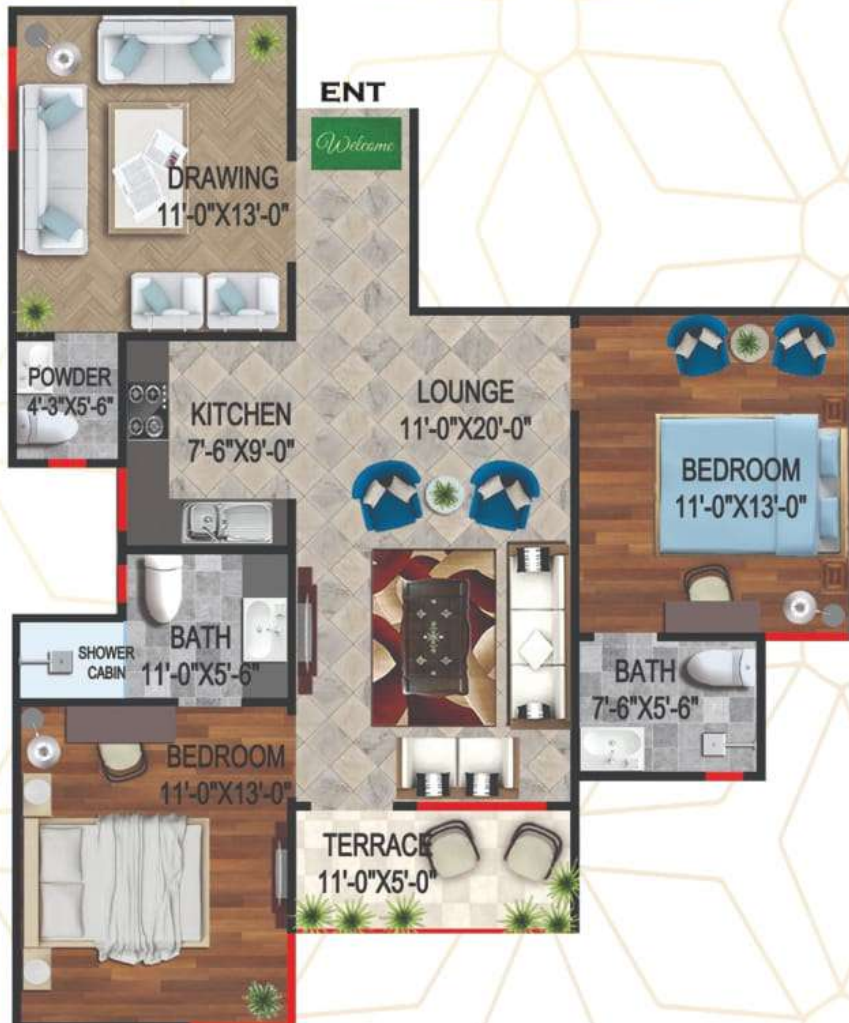 ENT
Welcome
DRAWING
11'-0"X13'-0"
POWDER
4'-3"X5'-6"
KITCHEN
7'-6"X9'-0"
LOUNGE
11'-0"X20'-0"
BEDROOM
11'-0"X13'-0"
SHOWER
CABIN
BATH
11'-0"X5'-6"
BATH
7'-6"X5'-6"
BEDROOM
11'-0"X13'-0"
TERRACE
11'-0"X5'-0"